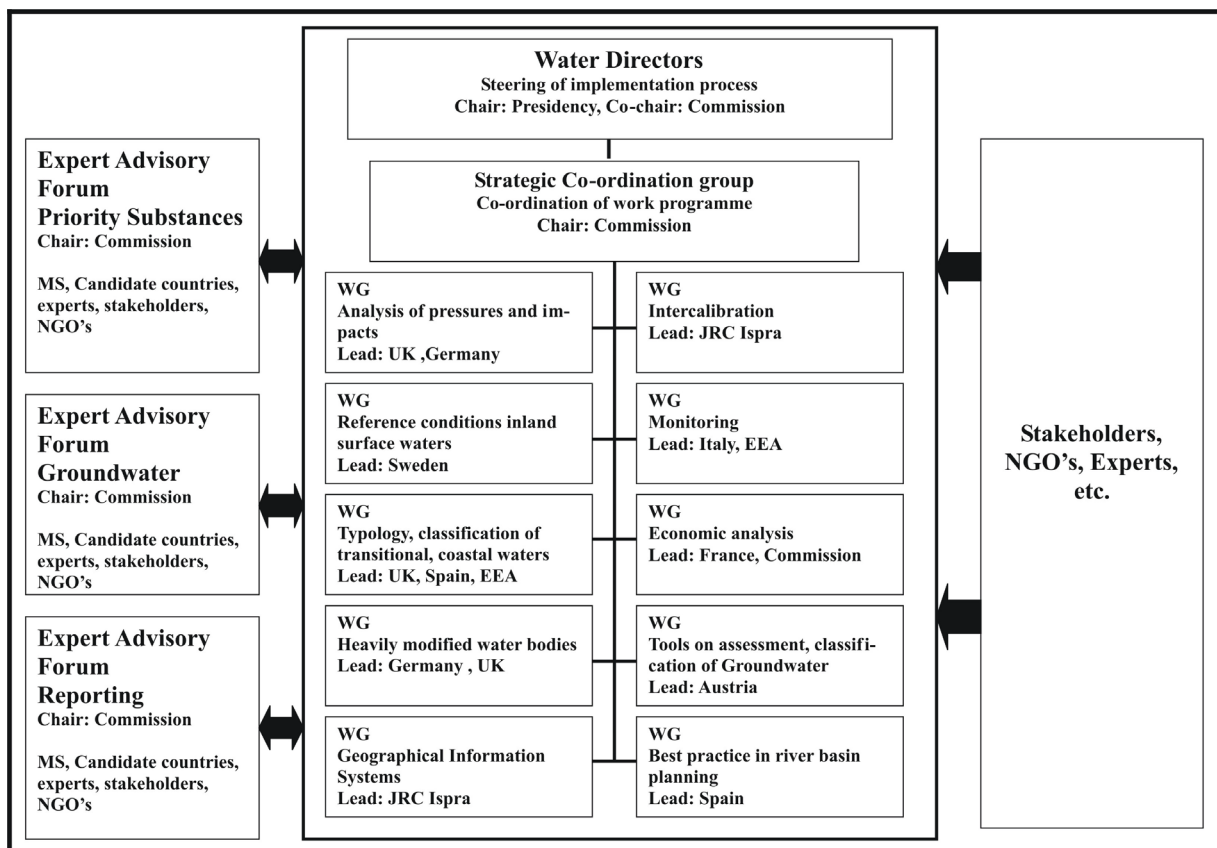 Water Directors
Steering of implementation process
Chair: Presidency, Co-chair: Commission
Strategic Co-ordination group
Co-ordination of work programme
Chair: Commission
Expert Advisory
Forum
Priority Substances
Chair: Commission
MS, Candidate countries,
experts, stakeholders,
NGO’s
Expert Advisory
Forum
Groundwater
Chair: Commission
MS, Candidate countries,
experts, stakeholders,
NGO’s
Expert Advisory
Forum
Reporting
Chair: Commission
MS, Candidate countries,
experts, stakeholders,
NGO’s
WG
Analysis of pressures and im-
pacts
Lead: UK ,Germany
WG
Intercalibration
Lead: JRC Ispra
WG
Reference conditions inland
surface waters
Lead: Sweden
WG
Monitoring
Lead: Italy, EEA
WG
Typology, classification of
transitional, coastal waters
Lead: UK, Spain, EEA
WG
Economic analysis
Lead: France, Commission
WG
Heavily modified water bodies
Lead: Germany , UK
WG
Tools on assessment, classifi-
cation of Groundwater
Lead: Austria
WG
Geographical Information
Systems
Lead: JRC Ispra
WG
Best practice in river basin
planning
Lead: Spain
Stakeholders,
NGO’s, Experts,
etc.